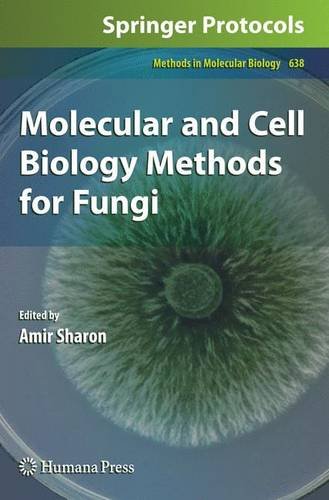 Springer Protocols
Methods in Molecular Biology 638
Molecular and Cell
Biology Methods
for Fungi
Edited by
Amir Sharon
Humana Press